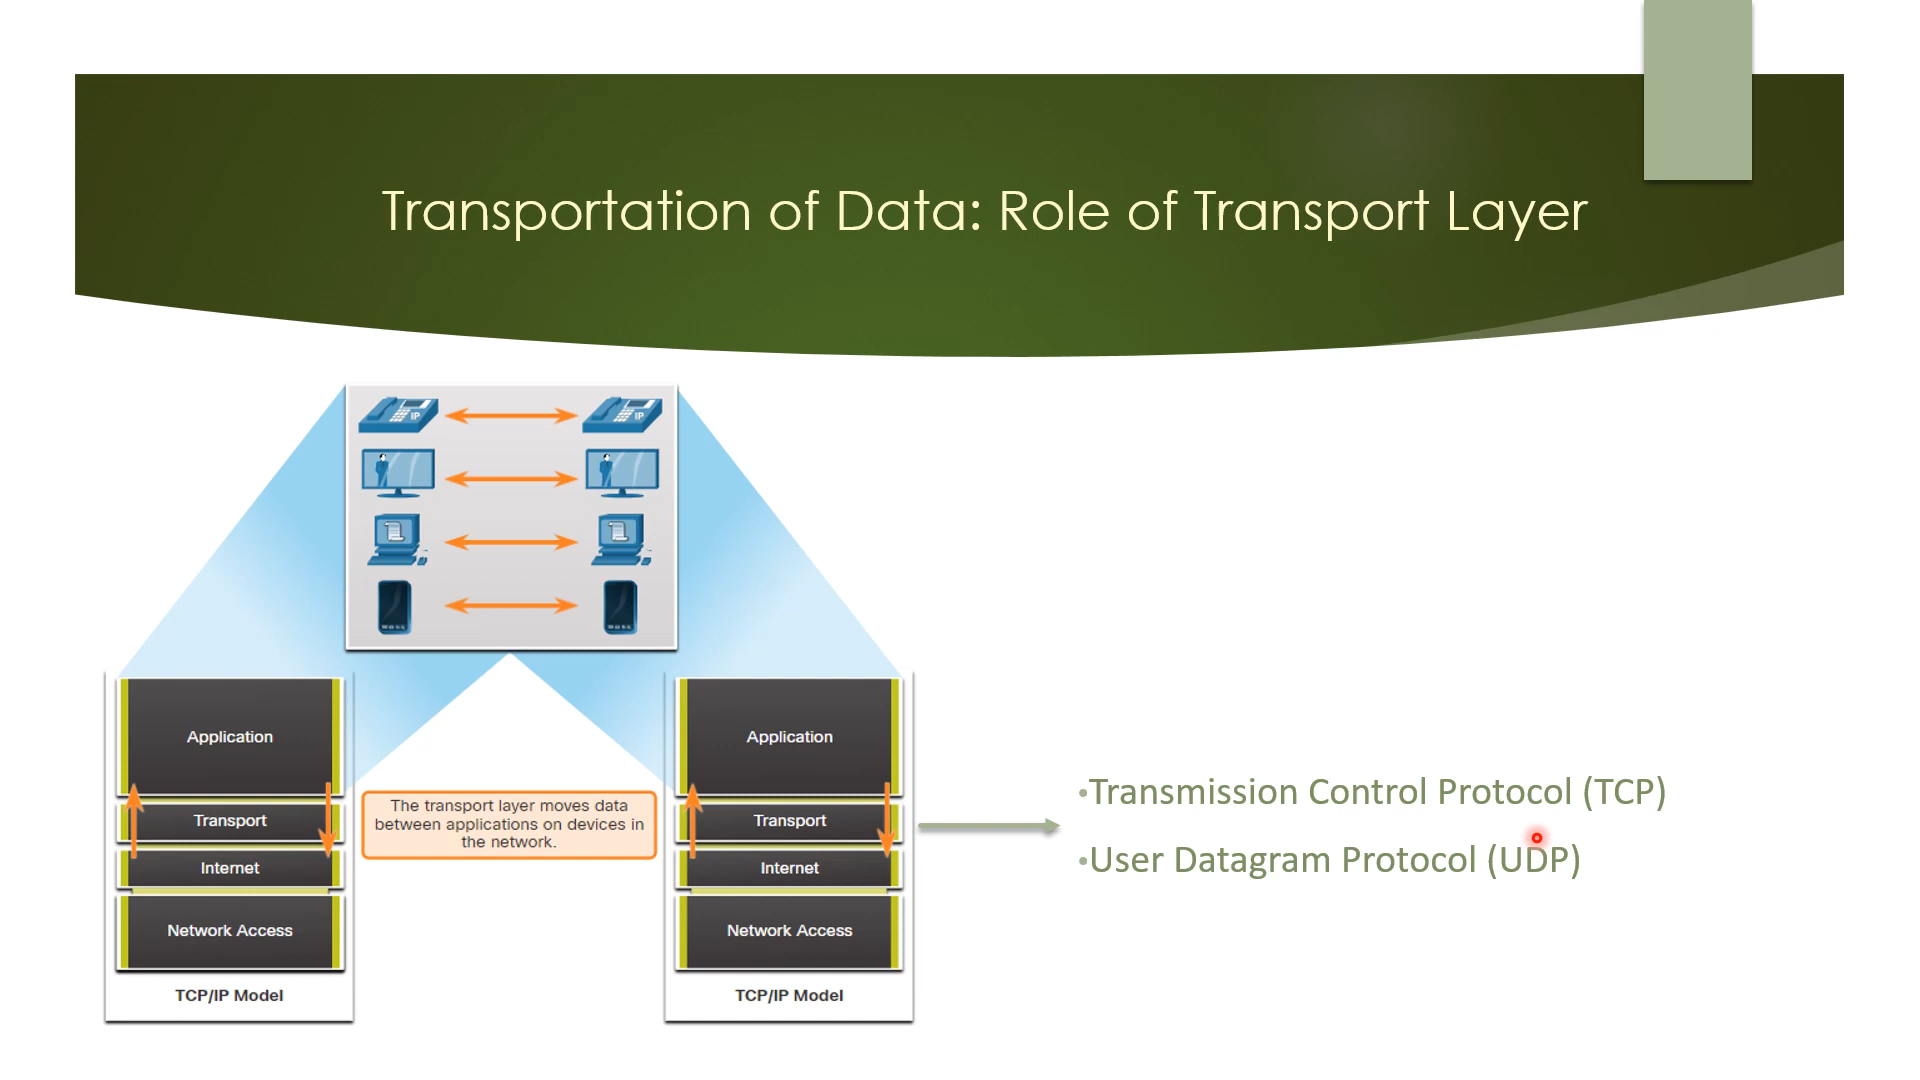 Transportation of Data: Role of Transport Layer
IP
IP
Application
Transport
Internet
Network Access
TCP/IP Model
The transport layer moves data
between applications on devices in
the network.
Application
Transport
Internet
Network Access
TCP/IP Model
•Transmission Control Protocol (TCP)
•User Datagram Protocol (UDP)